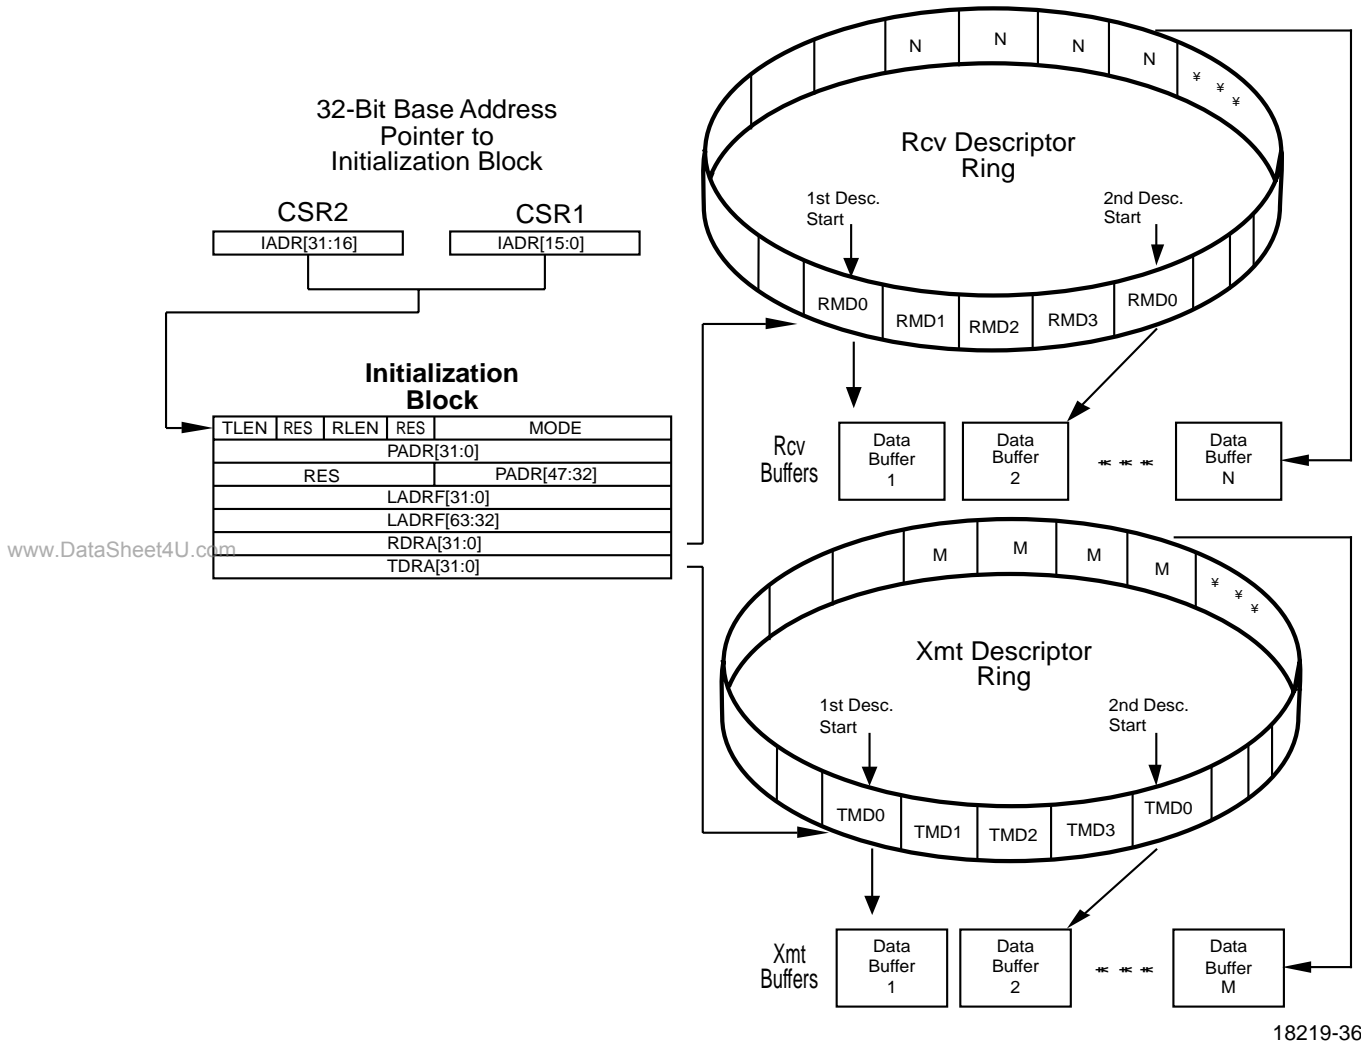 32-Bit Base Address
Pointer to
Initialization Block
CSR2
CSR1
IADR[31:16]
IADR[15:0]
Initialization
Block
TLEN RES RLEN RES MODE
PADR[31:0]
RES PADR[47:32]
LADRF[31:0]
LADRF[63:32]
RDRA[31:0]
TDRA[31:0]
www.DataSheet4U.com
N N N N ¥ ¥ ¥
Rcv Descriptor
Ring
1st Desc.
Start
2nd Desc.
Start
RMD0 RMD1 RMD2 RMD3 RMD0
Rcv
Buffers
Data
Buffer
1
Data
Buffer
2
Data
Buffer
N
M M M M ¥ ¥ ¥
Xmt Descriptor
Ring
1st Desc.
Start
2nd Desc.
Start
TMD0 TMD1 TMD2 TMD3 TMD0
Xmt
Buffers
Data
Buffer
1
Data
Buffer
2
Data
Buffer
M
18219-36